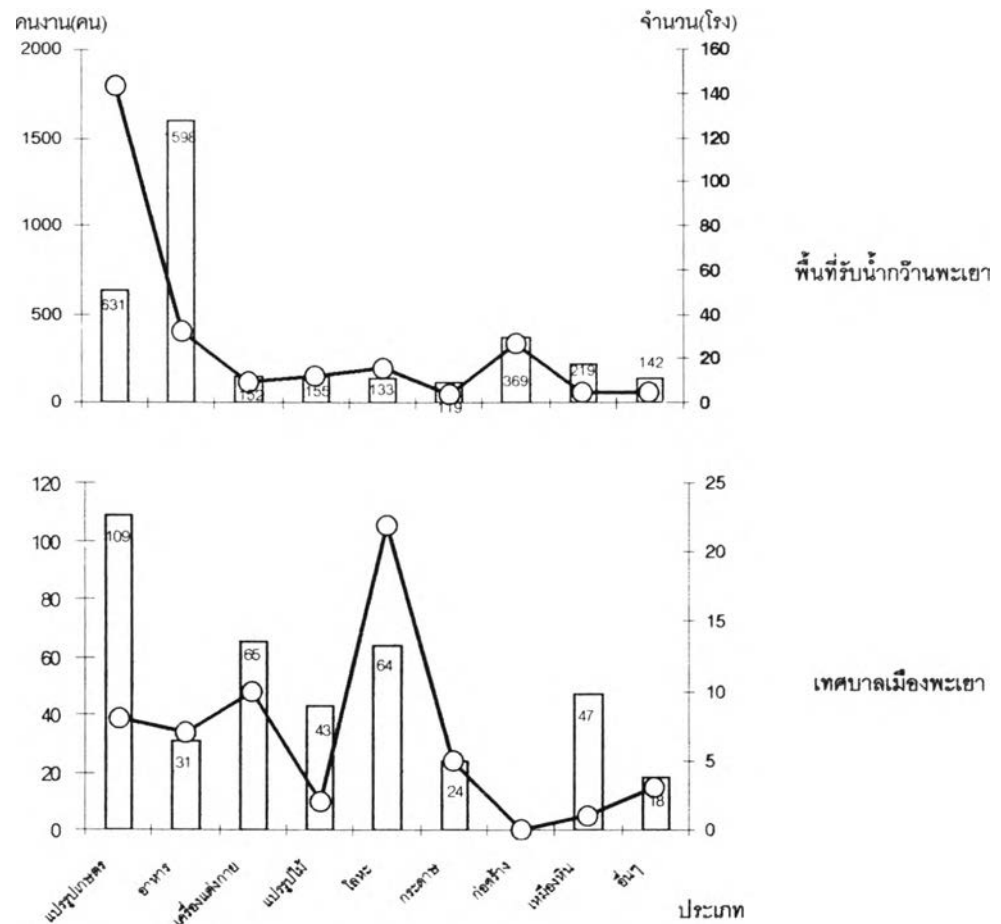 คนงาน(คน) จำนวน(โรง)
2000 160
140
1500 120
100
1000 80
60
500 40
20
0 0
631 1598 152 155 133 119 369 219 142
พื้นที่รับน้ำกว๊านพะเยา
120 25
100 20
80 15
60
40 10
20 5
0 0
109 31 65 43 64 24 47 18
เทศบาลเมืองพะเยา
แปรรูปเกษตร อาหาร เครื่องแต่งกาย แปรรูปไม้ โลหะ กระดาษ ก่อสร้าง เหมืองหิน อื่นๆ
ประเภท